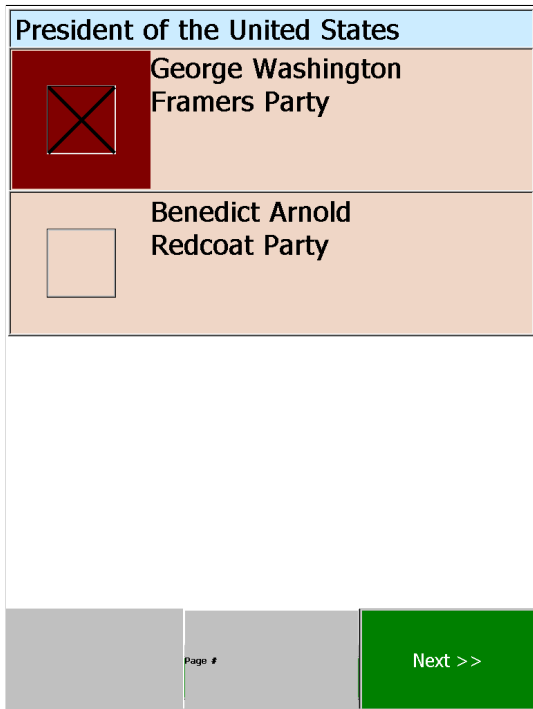 President of the United States
George Washington
Framers Party
Benedict Arnold
Redcoat Party
Page #
Next >>